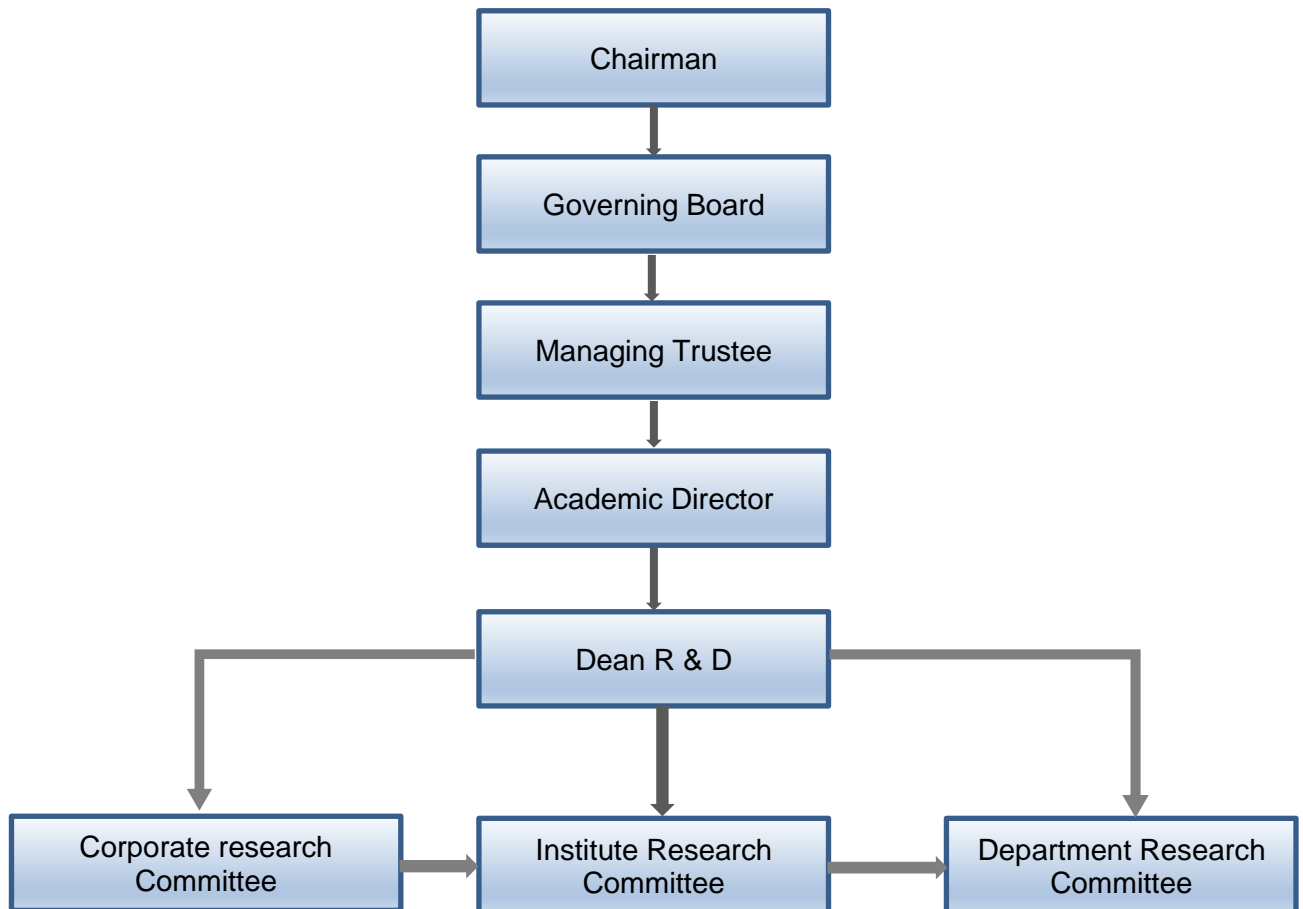 Chairman
Governing Board
Managing Trustee
Academic Director
Dean R & D
Corporate research
Committee
Institute Research
Committee
Department Research
Committee